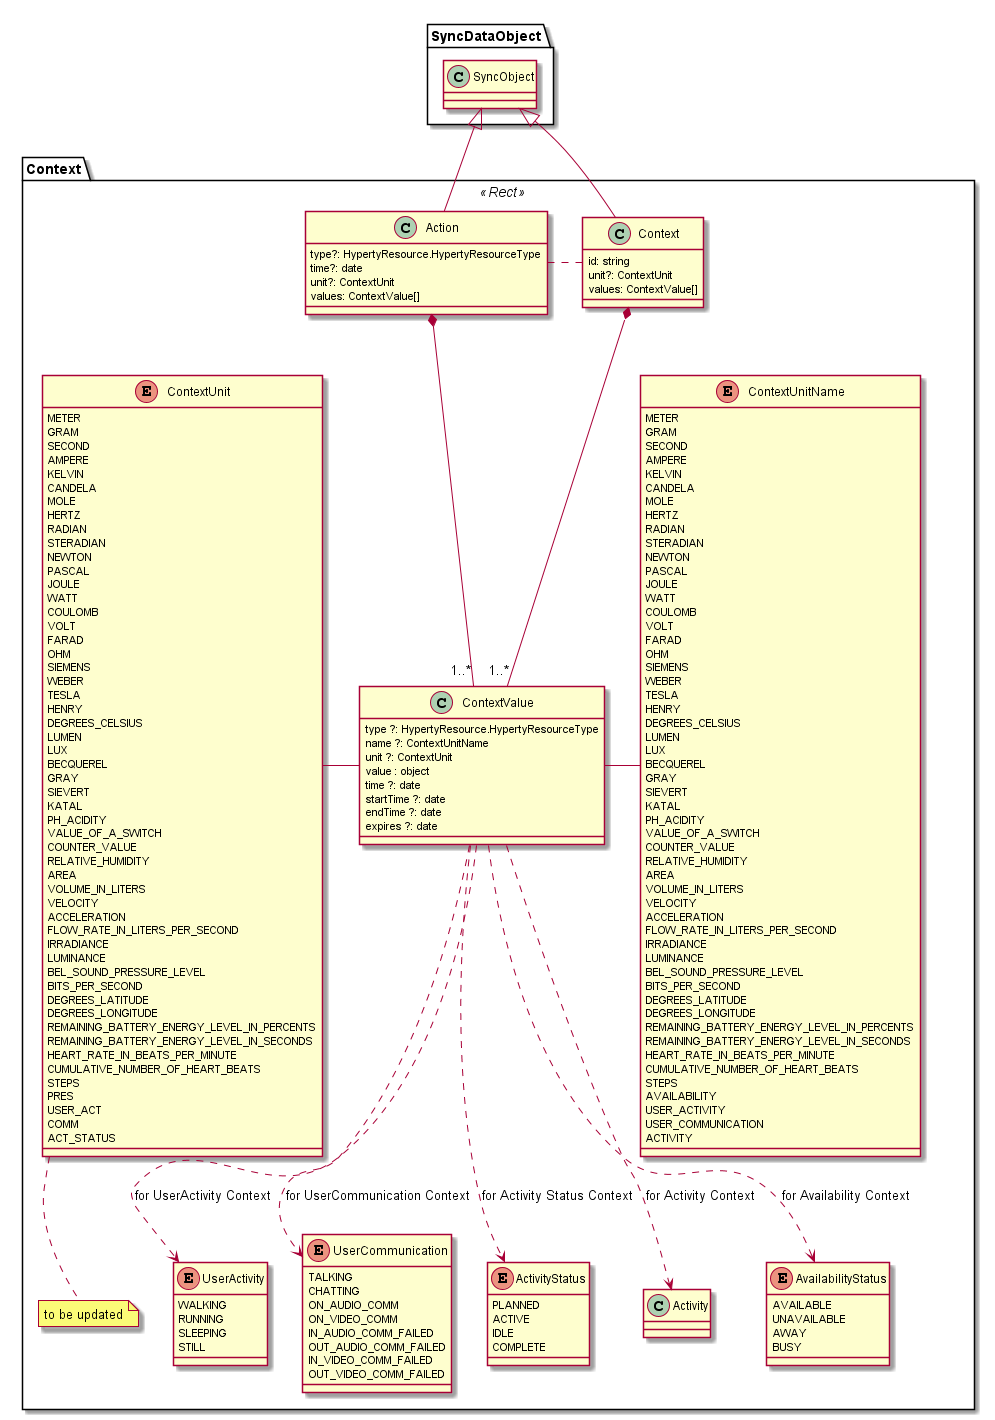 SyncDataObject
C SyncObject
Context
«Rect»
C Action
type?: HypertyResource.HypertyResourceType
time?: date
unit?: ContextUnit
values: ContextValue[]
C Context
id: string
unit?: ContextUnit
values: ContextValue[]
E ContextUnit
METER
GRAM
SECOND
AMPERE
KELVIN
CANDELA
MOLE
HERTZ
RADIAN
STERADIAN
NEWTON
PASCAL
JOULE
WATT
COULOMB
VOLT
FARAD
OHM
SIEMENS
WEBER
TESLA
HENRY
DEGREES_CELSIUS
LUMEN
LUX
BECQUEREL
GRAY
SIEVERT
KATAL
PH_ACIDITY
VALUE_OF_A_SWITCH
COUNTER_VALUE
RELATIVE_HUMIDITY
AREA
VOLUME_IN_LITERS
VELOCITY
ACCELERATION
FLOW_RATE_IN_LITERS_PER_SECOND
IRRADIANCE
LUMINANCE
BEL_SOUND_PRESSURE_LEVEL
BITS_PER_SECOND
DEGREES_LATITUDE
DEGREES_LONGITUDE
REMAINING_BATTERY_ENERGY_LEVEL_IN_PERCENTS
REMAINING_BATTERY_ENERGY_LEVEL_IN_SECONDS
HEART_RATE_IN_BEATS_PER_MINUTE
CUMULATIVE_NUMBER_OF_HEART_BEATS
STEPS
PRES
USER_ACT
COMM
ACT_STATUS
E ContextUnitName
METER
GRAM
SECOND
AMPERE
KELVIN
CANDELA
MOLE
HERTZ
RADIAN
STERADIAN
NEWTON
PASCAL
JOULE
WATT
COULOMB
VOLT
FARAD
OHM
SIEMENS
WEBER
TESLA
HENRY
DEGREES_CELSIUS
LUMEN
LUX
BECQUEREL
GRAY
SIEVERT
KATAL
PH_ACIDITY
VALUE_OF_A_SWITCH
COUNTER_VALUE
RELATIVE_HUMIDITY
AREA
VOLUME_IN_LITERS
VELOCITY
ACCELERATION
FLOW_RATE_IN_LITERS_PER_SECOND
IRRADIANCE
LUMINANCE
BEL_SOUND_PRESSURE_LEVEL
BITS_PER_SECOND
DEGREES_LATITUDE
DEGREES_LONGITUDE
REMAINING_BATTERY_ENERGY_LEVEL_IN_PERCENTS
REMAINING_BATTERY_ENERGY_LEVEL_IN_SECONDS
HEART_RATE_IN_BEATS_PER_MINUTE
CUMULATIVE_NUMBER_OF_HEART_BEATS
STEPS
AVAILABILITY
USER_ACTIVITY
USER_COMMUNICATION
ACTIVITY
1..* 1..*
C ContextValue
type ?: HypertyResource.HypertyResourceType
name ?: ContextUnitName
unit ?: ContextUnit
value : object
time ?: date
startTime ?: date
endTime ?: date
expires ?: date
for UserActivity Context
for UserCommunication Context
for Activity Status Context
for Activity Context
for Availability Context
to be updated
E UserActivity
WALKING
RUNNING
SLEEPING
STILL
E UserCommunication
TALKING
CHATTING
ON_AUDIO_COMM
ON_VIDEO_COMM
IN_AUDIO_COMM_FAILED
OUT_AUDIO_COMM_FAILED
IN_VIDEO_COMM_FAILED
OUT_VIDEO_COMM_FAILED
E ActivityStatus
PLANNED
ACTIVE
IDLE
COMPLETE
C Activity
E AvailabilityStatus
AVAILABLE
UNAVAILABLE
AWAY
BUSY